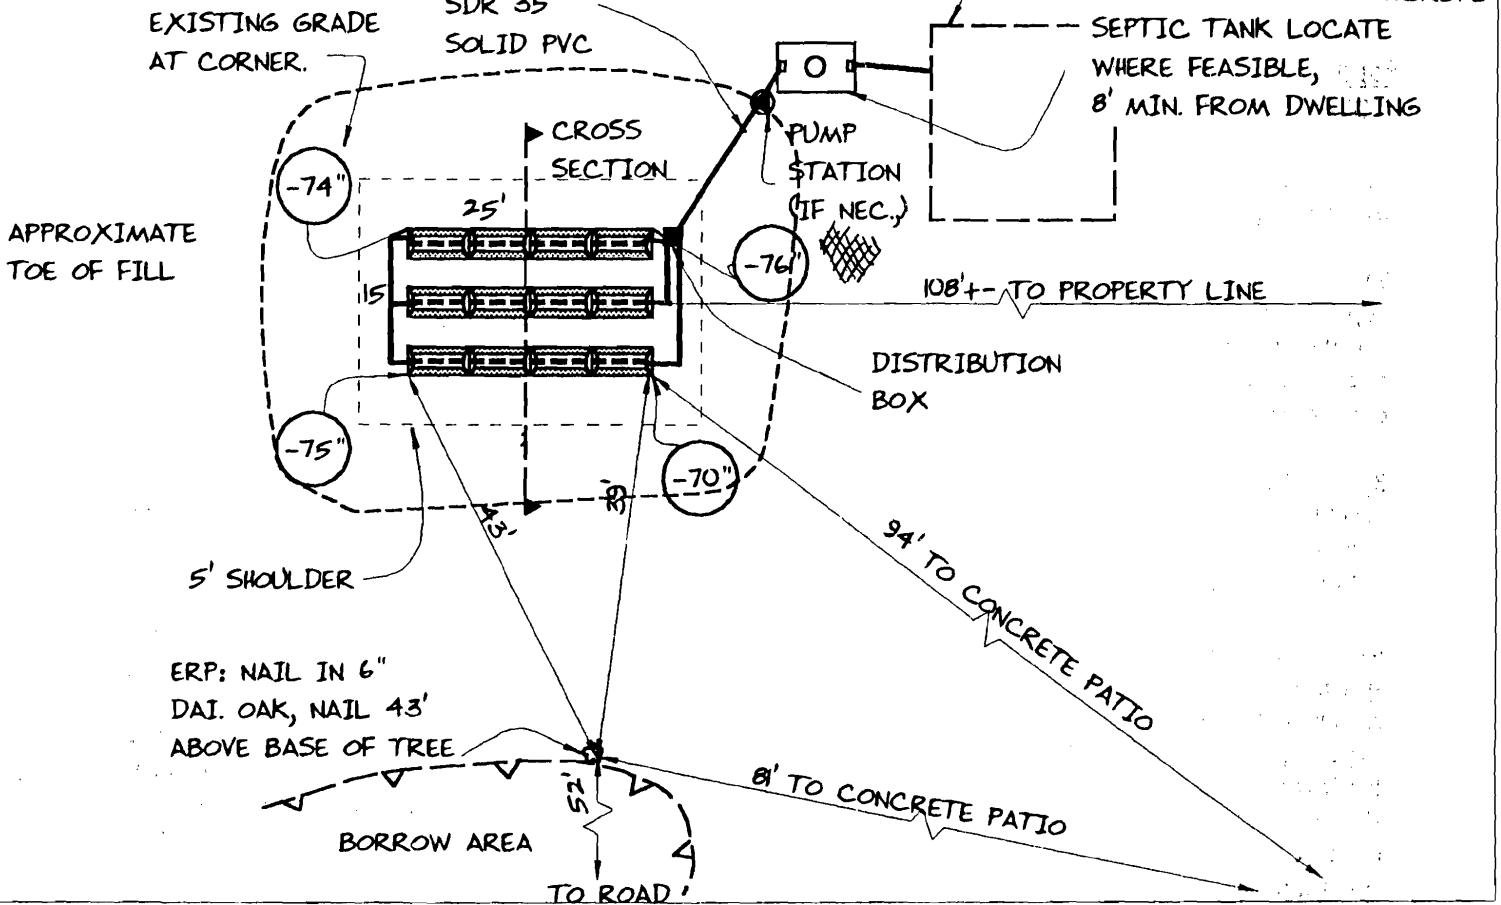 EXISTING GRADE
AT CORNER.
SDR 35
SOLID PVC
SEPTIC TANK LOCATE
WHERE FEASIBLE,
8' MIN. FROM DWELLING
CROSS
SECTION
PUMP
STATION
(IF NEC.,)
-74"
25'
APPROXIMATE
TOE OF FILL
-76"
15
108'+- TO PROPERTY LINE
DISTRIBUTION
BOX
-75"
-70"
43'
39'
94' TO CONCRETE PATIO
5' SHOULDER
ERP: NAIL IN 6"
DAI. OAK, NAIL 43'
ABOVE BASE OF TREE
52'
81' TO CONCRETE PATIO
BORROW AREA
TO ROAD